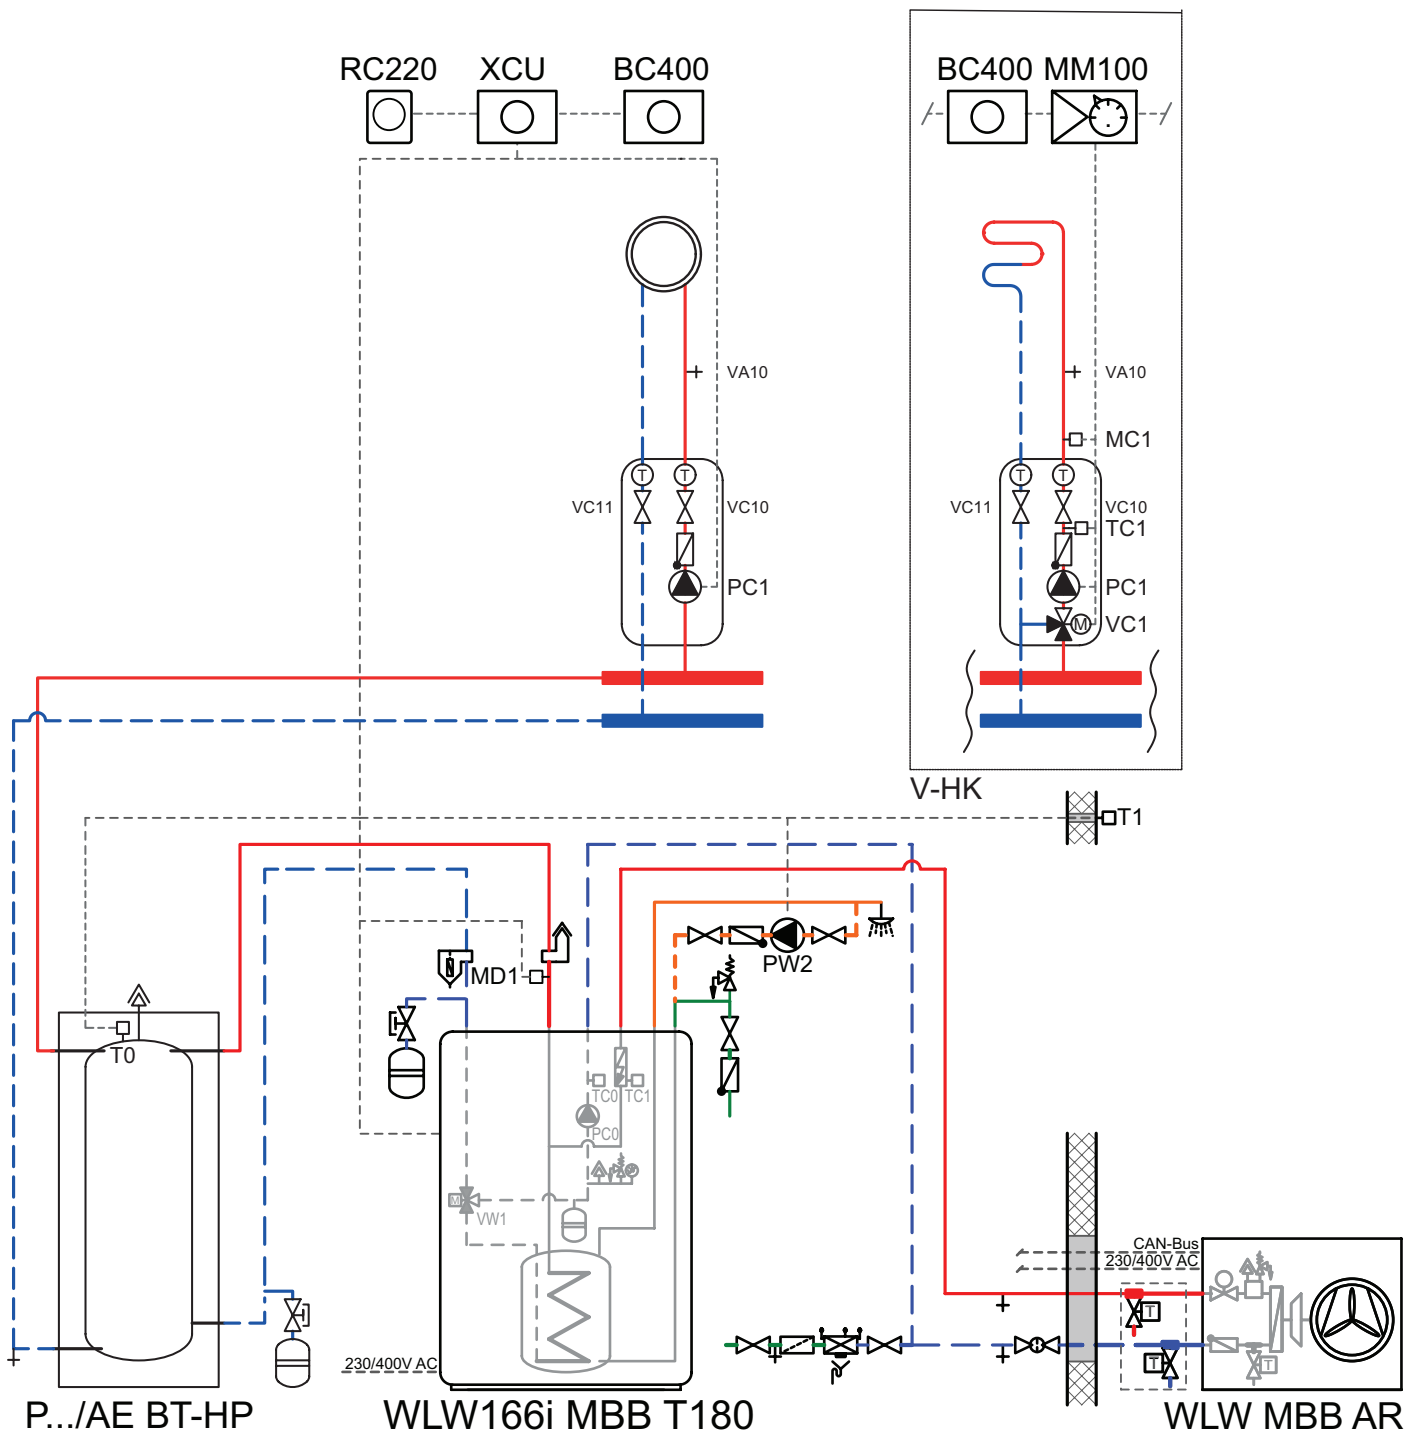 RC220 XCU BC400
BC400 MM100
VA10
VA10
MC1
T T
T T
VC11 VC10
VC11 VC10
TC1
PC1
PC1
M VC1
V-HK
T1
MD1
PW2
T0
TC0 TC1
PC0
M
VW1
CAN-Bus
230/400V AC
T
T
T
230/400V AC
P.../AE BT-HP
WLW166i MBB T180
WLW MBB AR